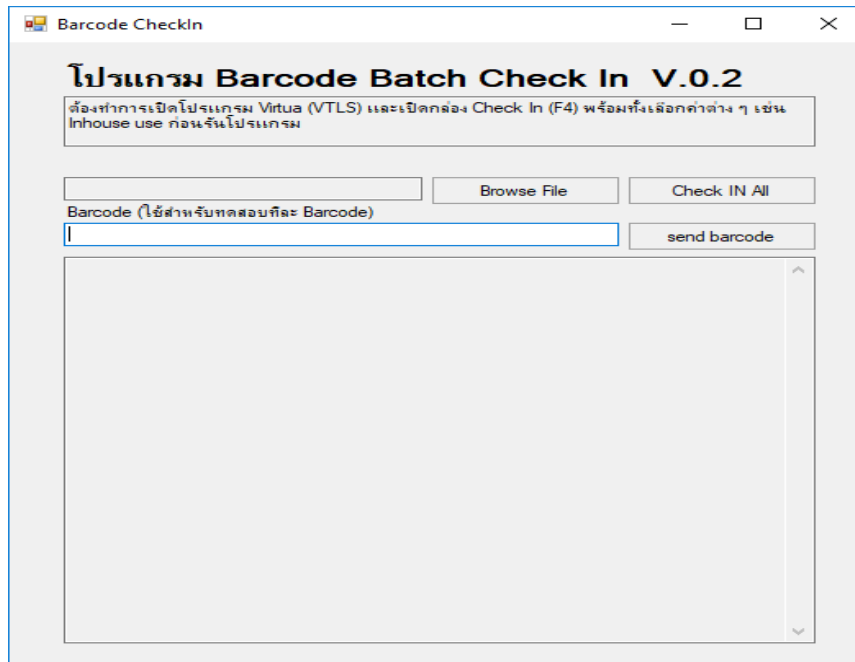 Barcode CheckIn
โปรแกรม Barcode Batch Check In V.0.2
ต้องทำการเปิดโปรแกรม Virtua (VTLS) และเปิดกล่อง Check In (F4) พร้อมทั้งเลือกค่าต่าง ๆ เช่น
Inhouse use ก่อนรันโปรแกรม
Browse File
Check IN All
Barcode (ใช้สำหรับทดสอบทีละ Barcode)
send barcode